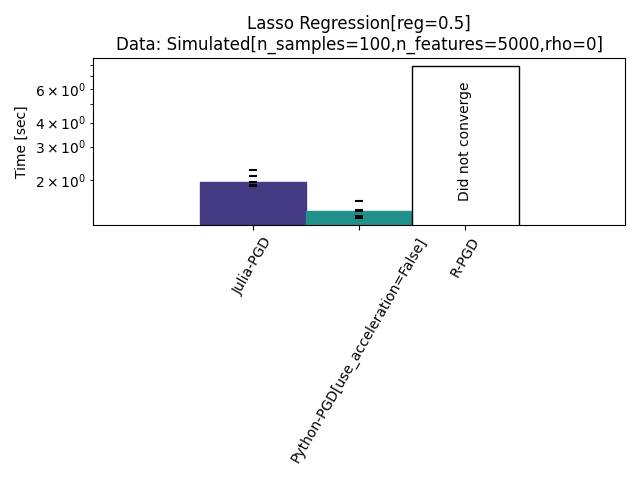 Lasso Regression[reg=0.5]
Data: Simulated[n_samples=100,n_features=5000,rho=0]
Time [sec]
6 × 10⁰
4 × 10⁰
3 × 10⁰
2 × 10⁰
Did not converge
Julia-PGD
Python-PGD[use_acceleration=False]
R-PGD